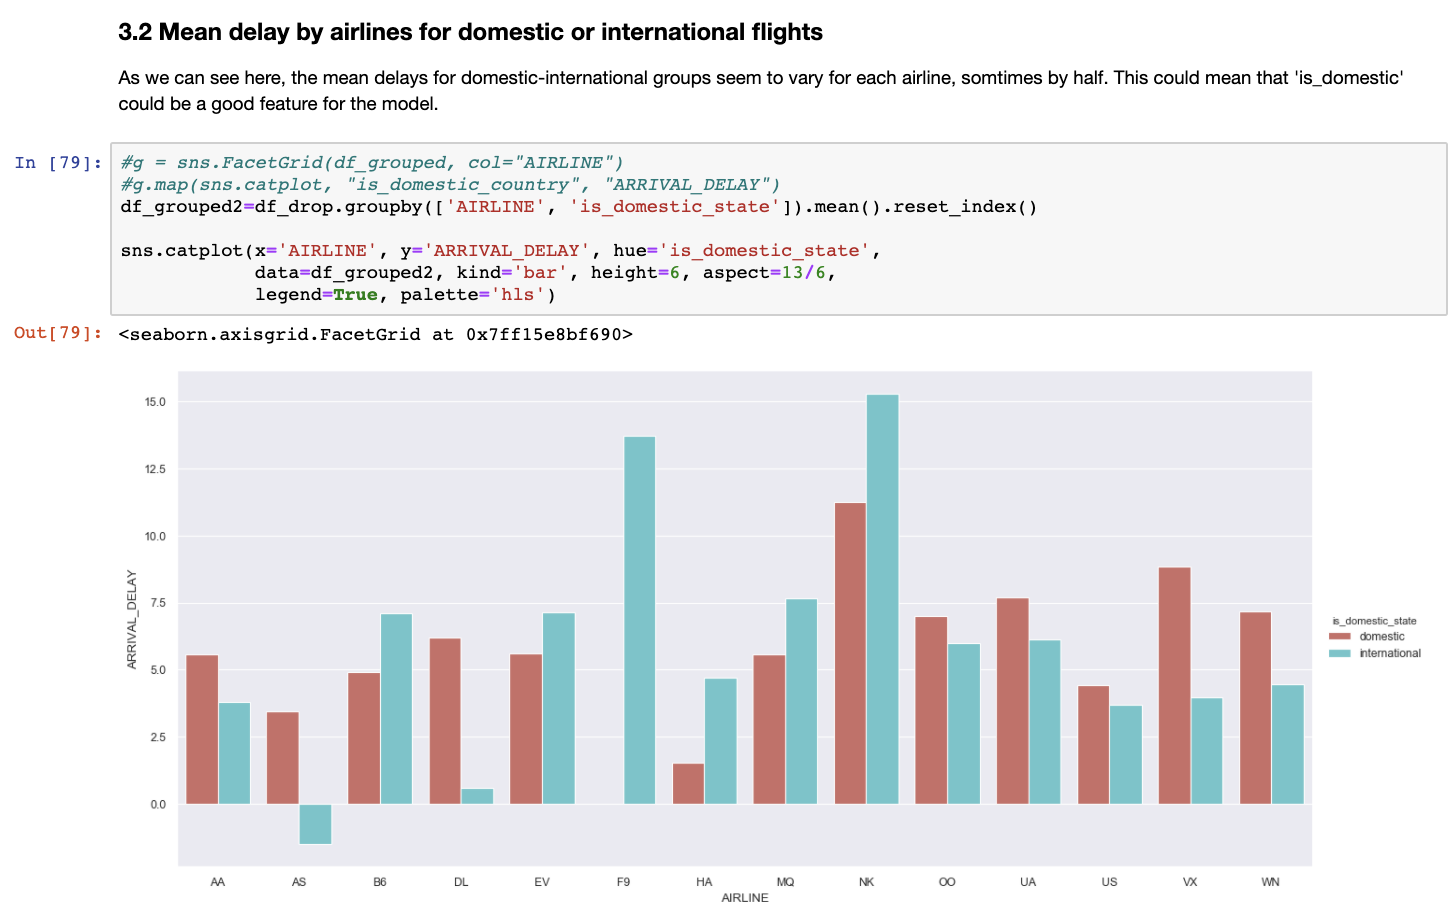 3.2 Mean delay by airlines for domestic or international flights
As we can see here, the mean delays for domestic-international groups seem to vary for each airline, somtimes by half. This could mean that 'is_domestic'
could be a good feature for the model.
In [79]:
#g = sns.FacetGrid(df_grouped, col="AIRLINE")
#g.map(sns.catplot, "is_domestic_country", "ARRIVAL_DELAY")
df_grouped2=df_drop.groupby(['AIRLINE', 'is_domestic_state']).mean().reset_index()
sns.catplot(x='AIRLINE', y='ARRIVAL_DELAY', hue='is_domestic_state',
data=df_grouped2, kind='bar', height=6, aspect=13/6,
legend=True, palette='hls')
Out[79]: <seaborn.axisgrid.FacetGrid at 0x7ff15e8bf690>
15.0
12.5
10.0
7.5
5.0
2.5
0.0
ARRIVAL_DELAY
is_domestic_state
domestic
international
AA AS B6 DL EV F9 HA MQ NK OO UA US VX WN
AIRLINE